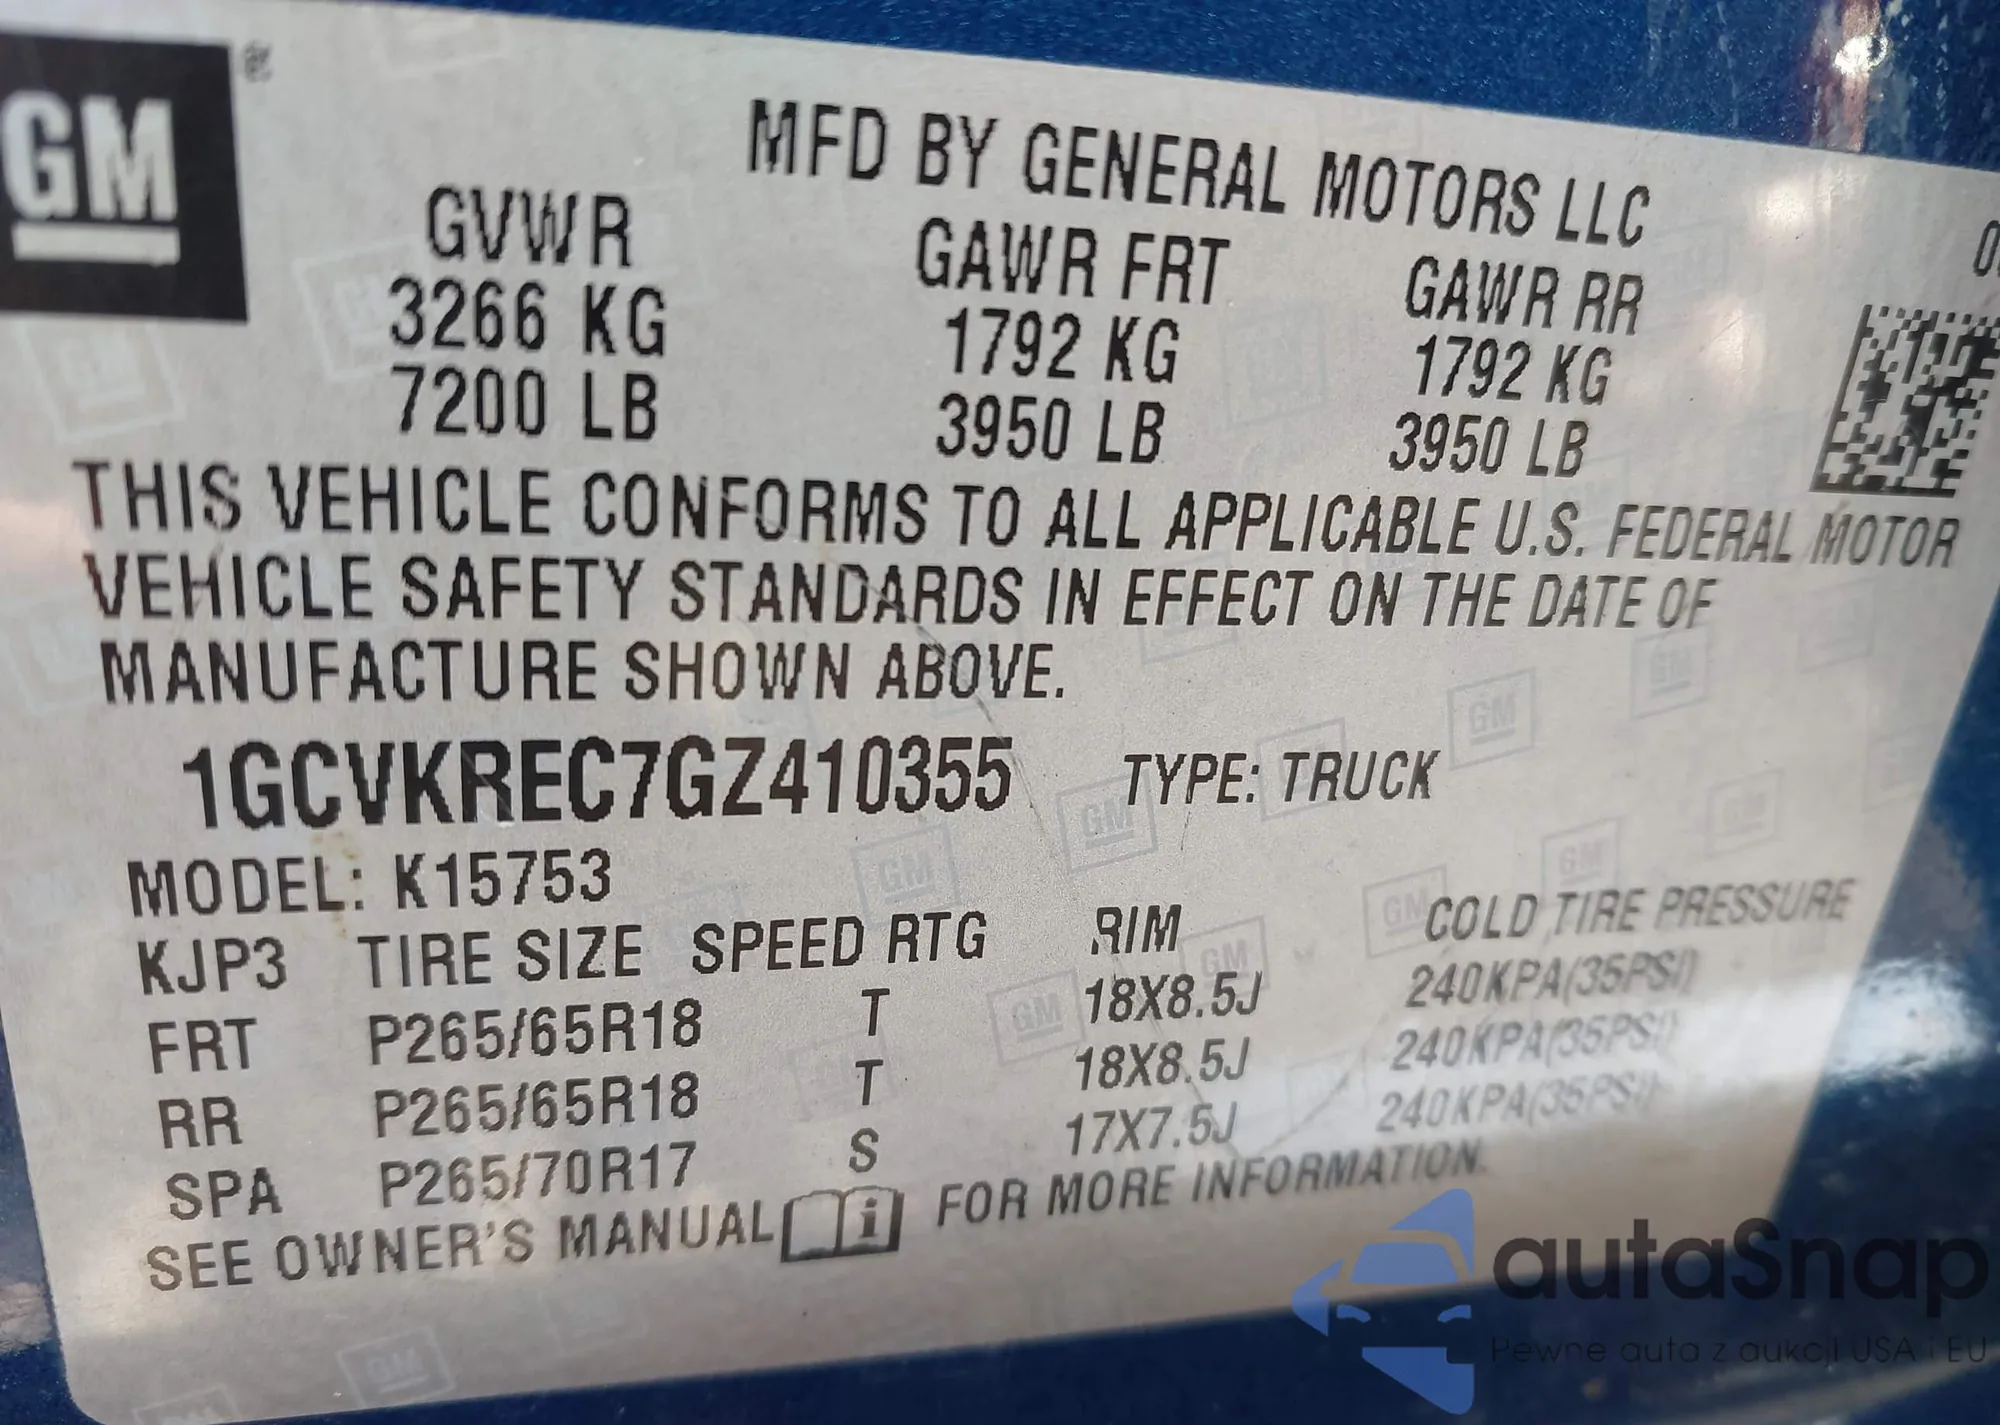 GM
MFD BY GENERAL MOTORS LLC
GVWR GAWR FRT GAWR RR
3266 KG 1792 KG 1792 KG
7200 LB 3950 LB 3950 LB
THIS VEHICLE CONFORMS TO ALL APPLICABLE U.S. FEDERAL MOTOR
VEHICLE SAFETY STANDARDS IN EFFECT ON THE DATE OF
MANUFACTURE SHOWN ABOVE.
1GCVKREC7GZ410355 TYPE: TRUCK
MODEL: K15753
KJP3 TIRE SIZE SPEED RTG RIM COLD TIRE PRESSURE
FRT P265/65R18 T 18X8.5J 240KPA(35PSI)
RR P265/65R18 T 18X8.5J 240KPA(35PSI)
SPA P265/70R17 S 17X7.5J 240KPA(35PSI)
SEE OWNER'S MANUAL i FOR MORE INFORMATION.
autaSnap
Pewne auta z aukcji USA i EU